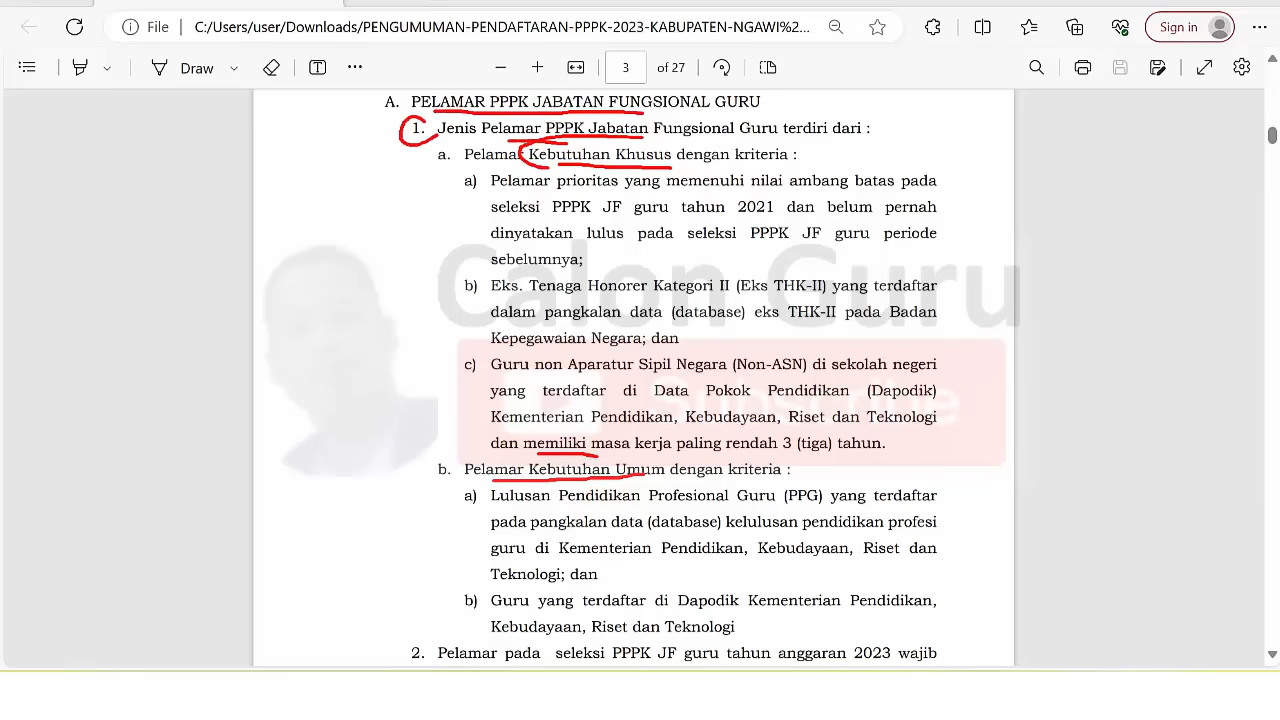 File
C:/Users/user/Downloads/PENGUMUMAN-PENDAFTARAN-PPPK-2023-KABUPATEN-NGAWI%2...
Sign in
Draw
3 of 27
A. PELAMAR PPPK JABATAN FUNGSIONAL GURU
1. Jenis Pelamar PPPK Jabatan Fungsional Guru terdiri dari :
a. Pelamar Kebutuhan Khusus dengan kriteria :
a) Pelamar prioritas yang memenuhi nilai ambang batas pada
seleksi PPPK JF guru tahun 2021 dan belum pernah
dinyatakan lulus pada seleksi PPPK JF guru periode
sebelumnya;
b) Eks. Tenaga Honorer Kategori II (Eks THK-II) yang terdaftar
dalam pangkalan data (database) eks THK-II pada Badan
Kepegawaian Negara; dan
c) Guru non Aparatur Sipil Negara (Non-ASN) di sekolah negeri
yang terdaftar di Data Pokok Pendidikan (Dapodik)
Kementerian Pendidikan, Kebudayaan, Riset dan Teknologi
dan memiliki masa kerja paling rendah 3 (tiga) tahun.
b. Pelamar Kebutuhan Umum dengan kriteria :
a) Lulusan Pendidikan Profesional Guru (PPG) yang terdaftar
pada pangkalan data (database) kelulusan pendidikan profesi
guru di Kementerian Pendidikan, Kebudayaan, Riset dan
Teknologi; dan
b) Guru yang terdaftar di Dapodik Kementerian Pendidikan,
Kebudayaan, Riset dan Teknologi
2. Pelamar pada seleksi PPPK JF guru tahun anggaran 2023 wajib
Calon Guru
Subscribe